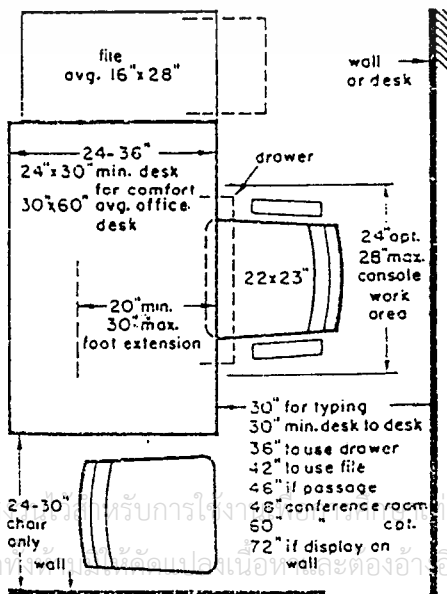 file
avg. 16"x28"
wall
or desk
24-36"
24"x30" min. desk
for comfort
30"x60" avg. office
desk
drawer
22x23"
24" opt.
28" max.
console
work
area
20" min.
30" max.
foot extension
30" for typing
30" min. desk to desk
36" to use drawer
42" to use file
46" if passage
48" conference room
60" " opt.
72" if display on
wall
24-30"
chair
only
wall